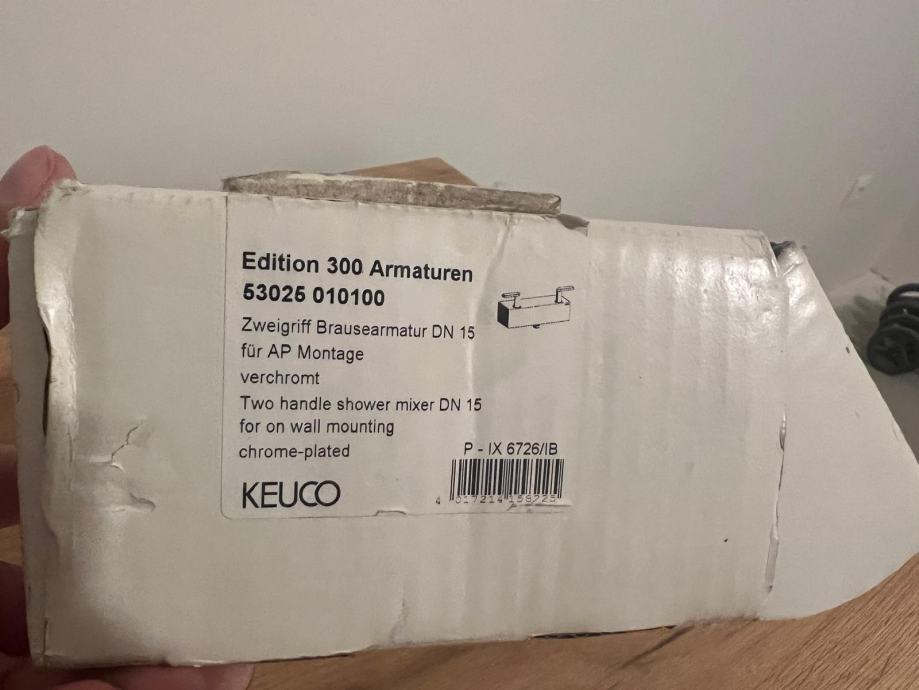 Edition 300 Armaturen
53025 010100
Zweigriff Brausearmatur DN 15
für AP Montage
verchromt
Two handle shower mixer DN 15
for on wall mounting
chrome-plated
P - IX 6726/IB
KEUCO